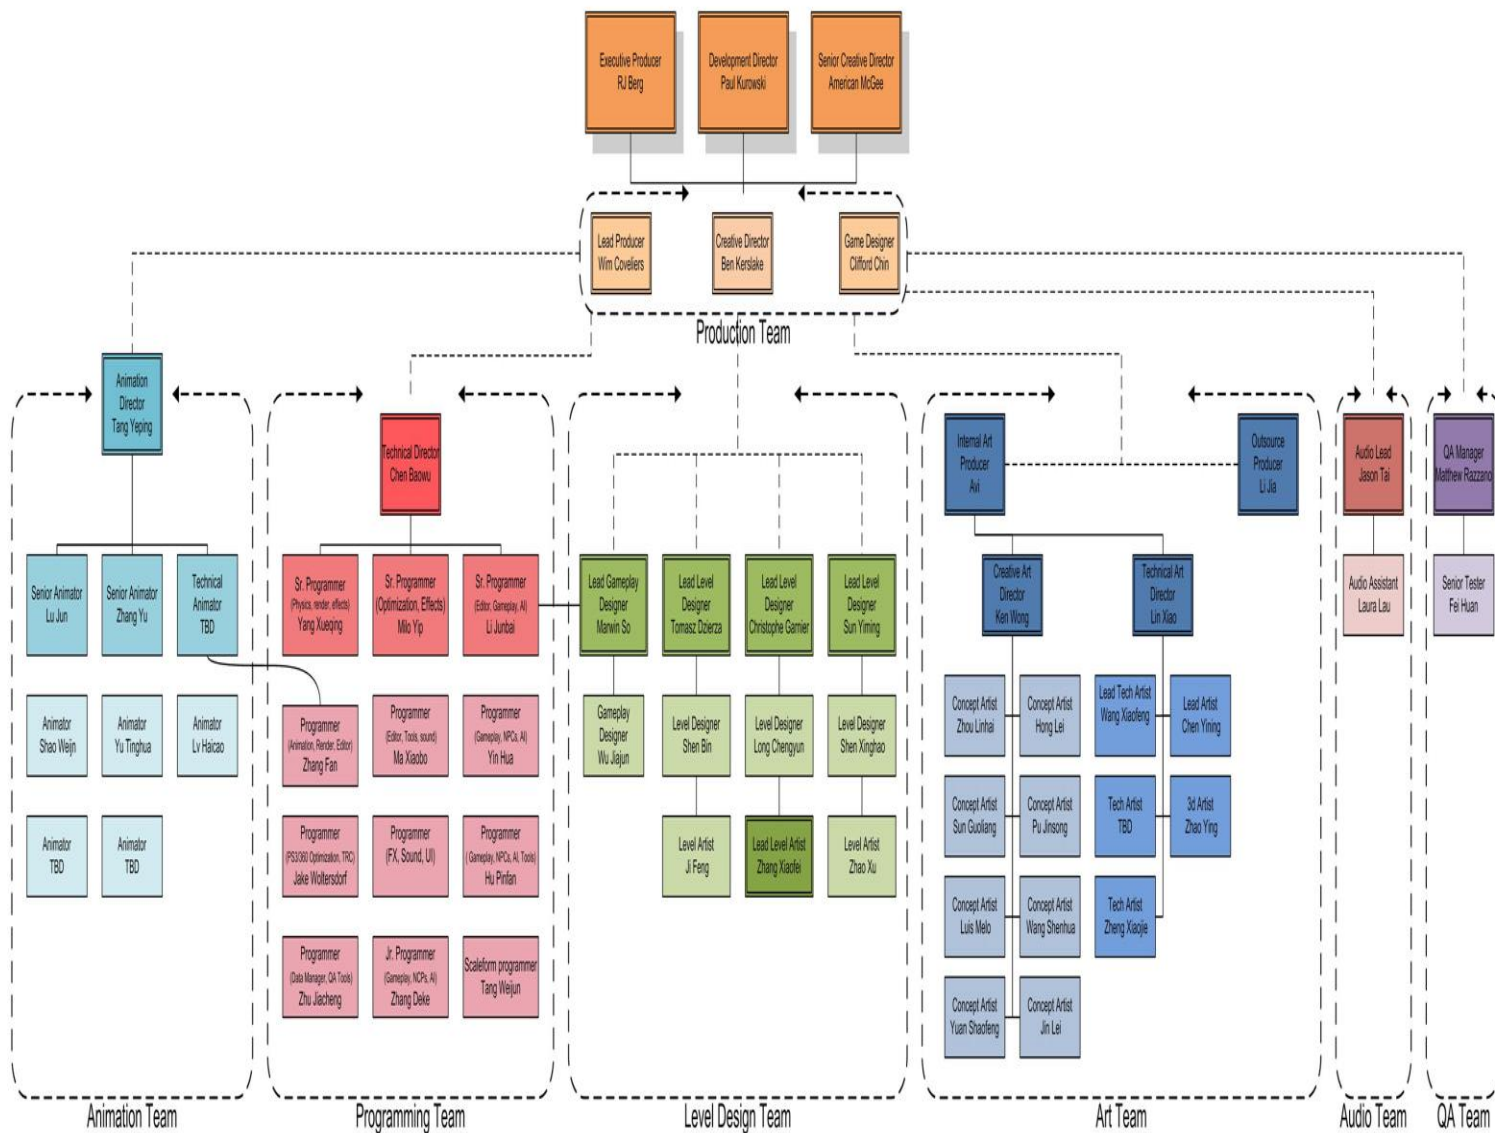 Executive Producer
RJ Berg
Development Director
Paul Kurowski
Senior Creative Director
American McGee
Lead Producer
Wim Coveliers
Creative Director
Ben Kerslake
Game Designer
Clifford Chin
Production Team
Animation
Director
Tang Yeping
Technical Director
Chen Baowu
Internal Art
Producer
Avi
Outsource
Producer
Li Jia
Audio Lead
Jason Tai
QA Manager
Matthew Razzano
Senior Animator
Lu Jun
Senior Animator
Zhang Yu
Technical
Animator
TBD
Sr. Programmer
(Physics, render, effects)
Yang Xueqing
Sr. Programmer
(Optimization, Effects)
Milo Yip
Sr. Programmer
(Editor, Gameplay, AI)
Li Junbai
Lead Gameplay
Designer
Marwin So
Lead Level
Designer
Tomasz Dzierza
Lead Level
Designer
Christophe Garnier
Lead Level
Designer
Sun Yiming
Creative Art
Director
Ken Wong
Technical Art
Director
Lin Xiao
Audio Assistant
Laura Lau
Senior Tester
Fei Huan
Animator
Shao Weijn
Animator
Yu Tinghua
Animator
Lv Haicao
Programmer
(Animation, Render, Editor)
Zhang Fan
Programmer
(Editor, Tools, sound)
Ma Xiaobo
Programmer
(Gameplay, NPCs, AI)
Yin Hua
Gameplay
Designer
Wu Jiajun
Level Designer
Shen Bin
Level Designer
Long Chengyun
Level Designer
Shen Xinghao
Concept Artist
Zhou Linhai
Concept Artist
Hong Lei
Lead Tech Artist
Wang Xiaofeng
Lead Artist
Chen Yining
Animator
TBD
Animator
TBD
Programmer
(PS3/360 Optimization, TRC)
Jake Woltersdorf
Programmer
(FX, Sound, UI)
Programmer
( Gameplay, NPCs, AI, Tools)
Hu Pinfan
Level Artist
Ji Feng
Lead Level Artist
Zhang Xiaofei
Level Artist
Zhao Xu
Concept Artist
Sun Guoliang
Concept Artist
Pu Jinsong
Tech Artist
TBD
3d Artist
Zhao Ying
Concept Artist
Luis Melo
Concept Artist
Wang Shenhua
Tech Artist
Zheng Xiaojie
Programmer
(Data Manager, QA Tools)
Zhu Jiacheng
Jr. Programmer
(Gameplay, NCPs, AI)
Zhang Deke
Scaleform programmer
Tang Weijun
Concept Artist
Yuan Shaofeng
Concept Artist
Jin Lei
Animation Team
Programming Team
Level Design Team
Art Team
Audio Team
QA Team